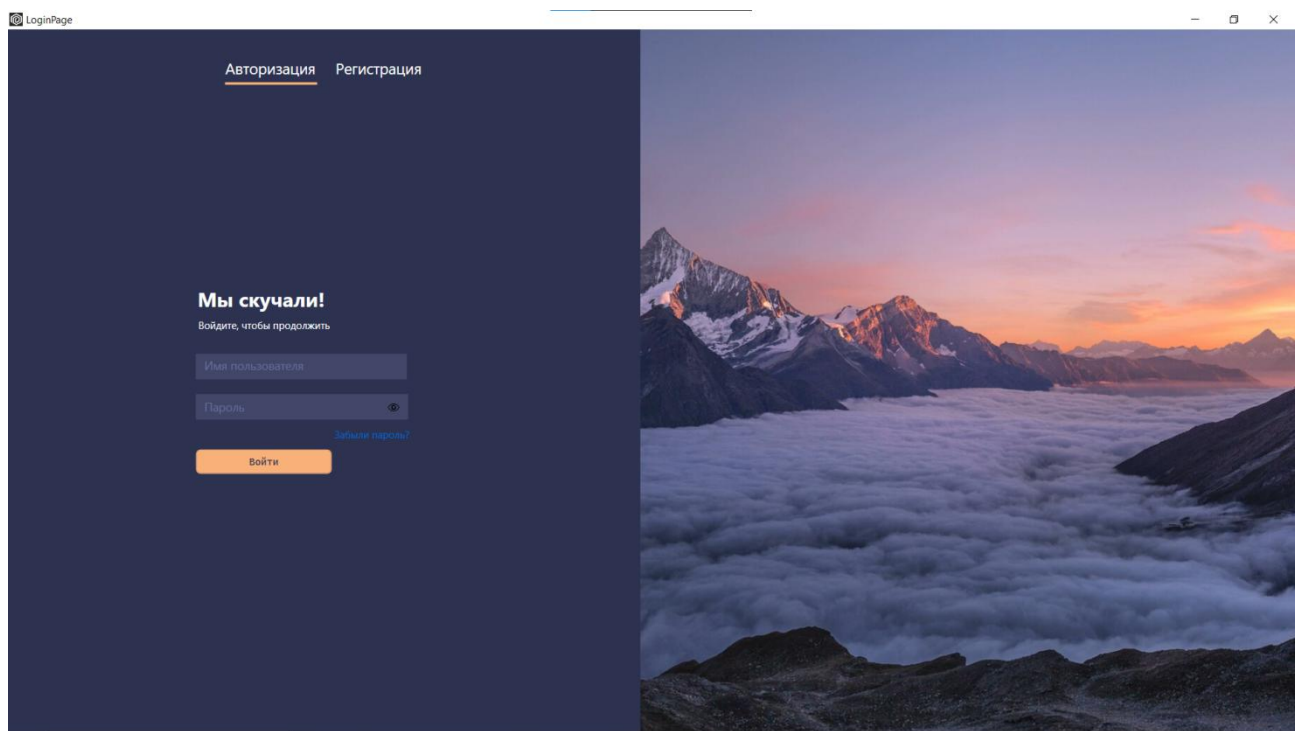 LoginPage
Авторизация Регистрация
Мы скучали!
Войдите, чтобы продолжить
Имя пользователя
Пароль
Забыли пароль?
Войти